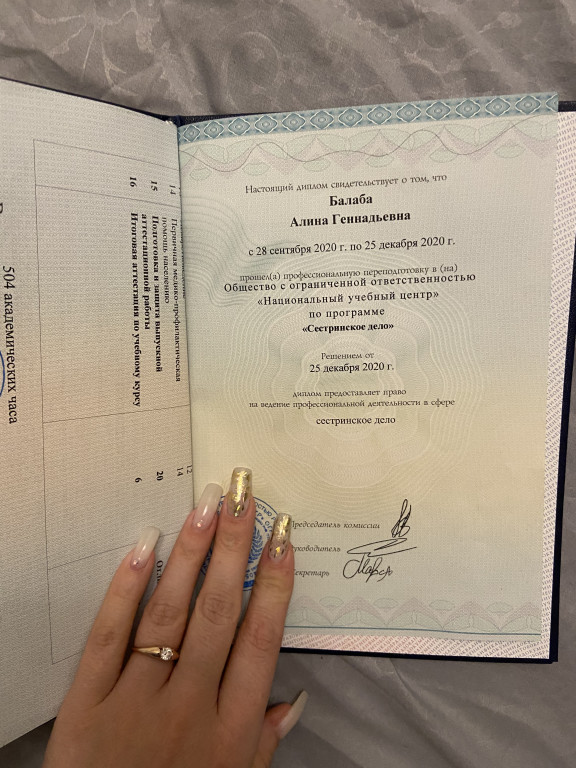 Настоящий диплом свидетельствует о том, что
Балаба
Алина Геннадьевна
с 28 сентября 2020 г. по 25 декабря 2020 г.
прошел(а) профессиональную переподготовку в (на)
Общество с ограниченной ответственностью
«Национальный учебный центр»
по программе
«Сестринское дело»
Решением от
25 декабря 2020 г.
диплом предоставляет право
на ведение профессиональной деятельности в сфере
сестринское дело
Председатель комиссии
Руководитель
Секретарь
14 Первичная медико-профилактическая
помощь населению 14
15 Подготовка и защита выпускной
аттестационной работы 20
16 Итоговая аттестация по учебному курсу 6
504 академических часа